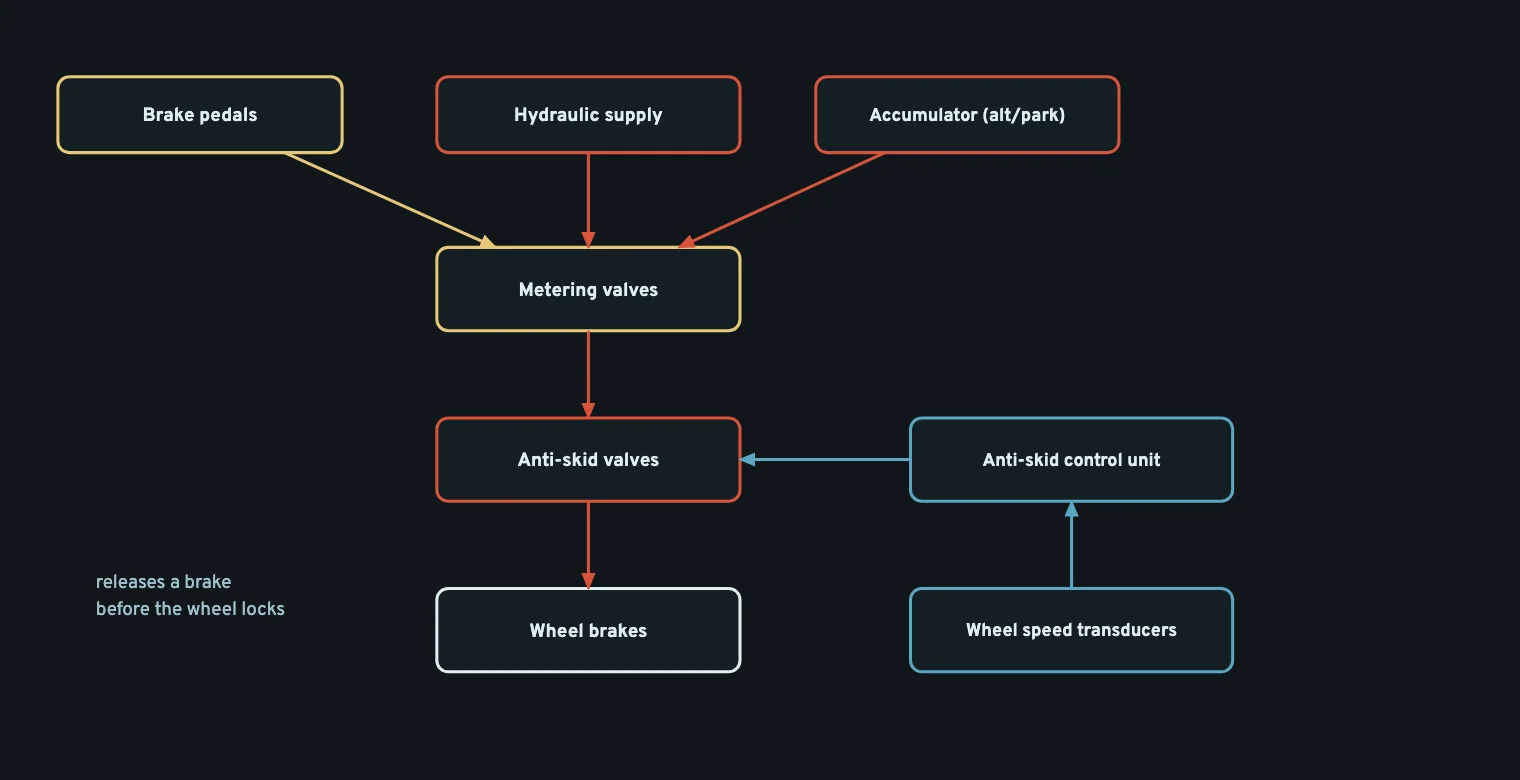 Brake pedals
Hydraulic supply
Accumulator (alt/park)
Metering valves
Anti-skid valves
Anti-skid control unit
releases a brake
before the wheel locks
Wheel brakes
Wheel speed transducers